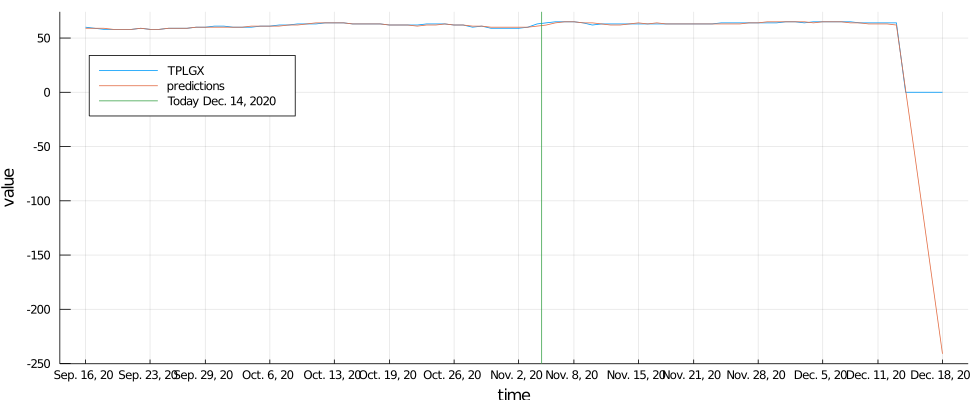 50
0
-50
-100
-150
-200
-250
value
TPLGX
predictions
Today Dec. 14, 2020
Sep. 16, 20 Sep. 23, 20 Sep. 29, 20 Oct. 6, 20 Oct. 13, 20 Oct. 19, 20 Oct. 26, 20 Nov. 2, 20 Nov. 8, 20 Nov. 15, 20 Nov. 21, 20 Nov. 28, 20 Dec. 5, 20 Dec. 11, 20 Dec. 18, 20
time